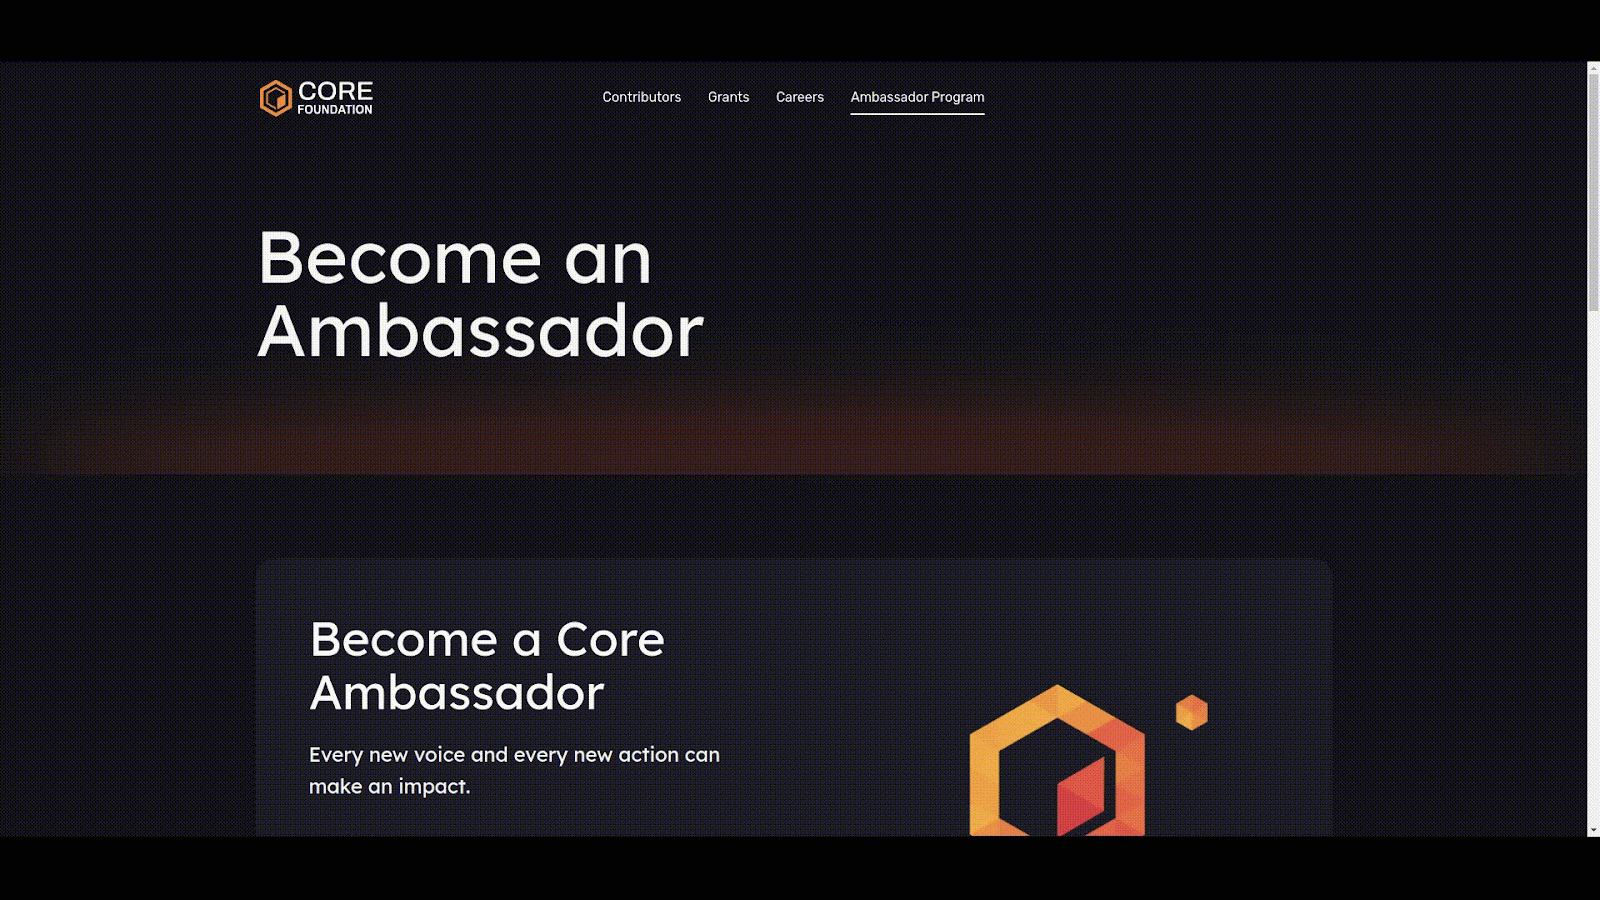 CORE
FOUNDATION
Contributors Grants Careers Ambassador Program
Become an
Ambassador
Become a Core
Ambassador
Every new voice and every new action can
make an impact.